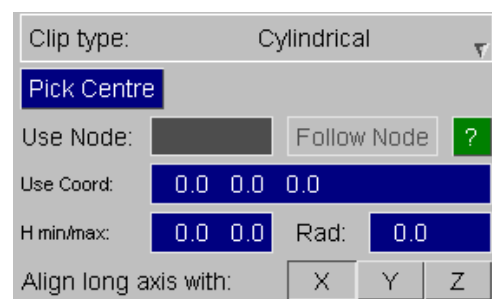 Clip type: Cylindrical
Pick Centre
Use Node: Follow Node ?
Use Coord: 0.0 0.0 0.0
H min/max: 0.0 0.0 Rad: 0.0
Align long axis with: X Y Z